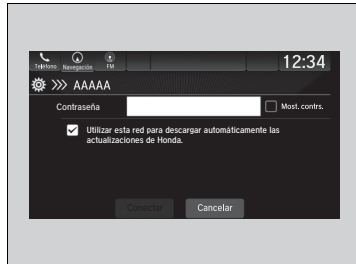 Teléfono Navegación FM 12:34
>>> AAAAA
Contraseña Most. contrs.
Utilizar esta red para descargar automáticamente las
actualizaciones de Honda.
Conectar Cancelar